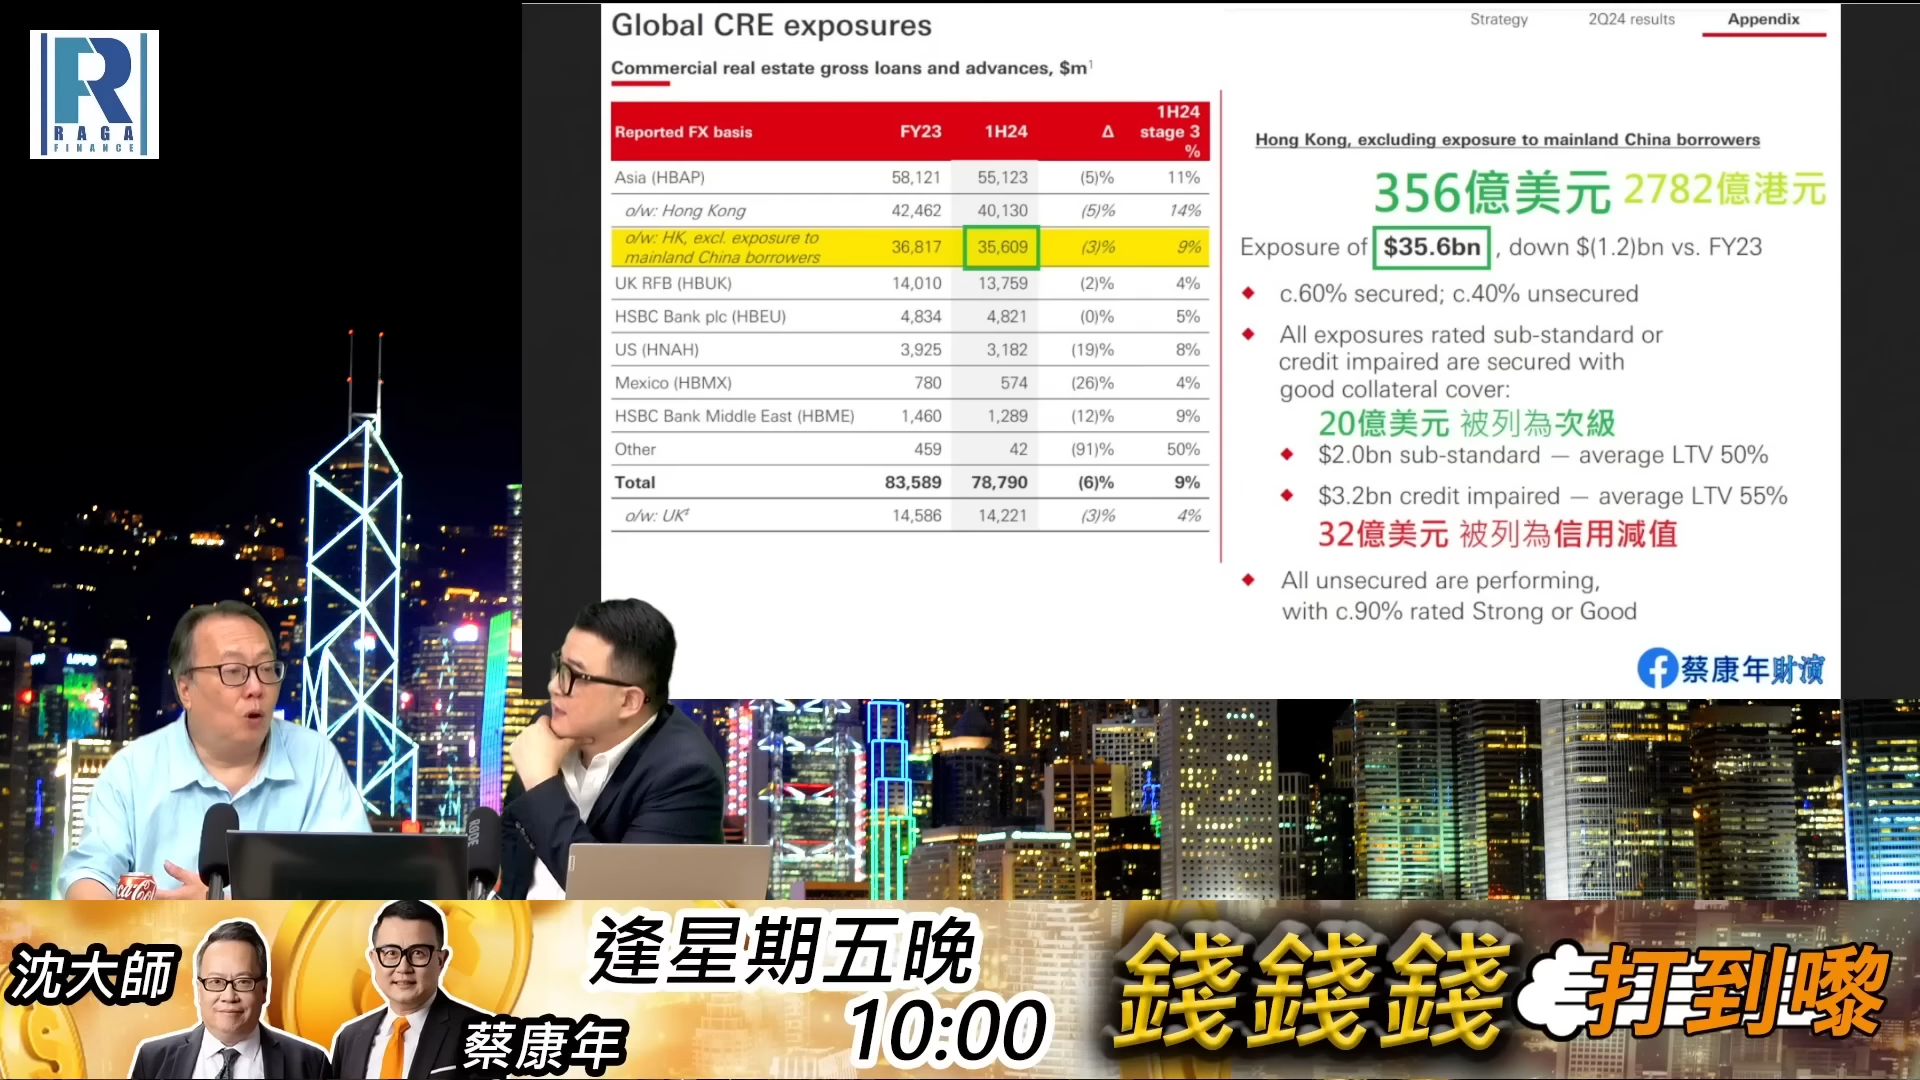 RAGA
FINANCE
Global CRE exposures
Strategy 2Q24 results Appendix
Commercial real estate gross loans and advances, $m¹
Reported FX basis FY23 1H24 Δ 1H24 stage 3 %
Asia (HBAP) 58,121 55,123 (5)% 11%
o/w: Hong Kong 42,462 40,130 (5)% 14%
o/w: HK, excl. exposure to
mainland China borrowers 36,817 35,609 (3)% 9%
UK RFB (HBUK) 14,010 13,759 (2)% 4%
HSBC Bank plc (HBEU) 4,834 4,821 (0)% 5%
US (HNAH) 3,925 3,182 (19)% 8%
Mexico (HBMX) 780 574 (26)% 4%
HSBC Bank Middle East (HBME) 1,460 1,289 (12)% 9%
Other 459 42 (91)% 50%
Total 83,589 78,790 (6)% 9%
o/w: UK‡ 14,586 14,221 (3)% 4%
Hong Kong, excluding exposure to mainland China borrowers
356億美元 2782億港元
Exposure of $35.6bn , down $(1.2)bn vs. FY23
c.60% secured; c.40% unsecured
All exposures rated sub-standard or
credit impaired are secured with
good collateral cover:
20億美元 被列為次級
$2.0bn sub-standard — average LTV 50%
$3.2bn credit impaired — average LTV 55%
32億美元 被列為信用減值
All unsecured are performing,
with c.90% rated Strong or Good
蔡康年財演
RODE
沈大師
蔡康年
逢星期五晚
10:00
錢錢錢
打到嚟